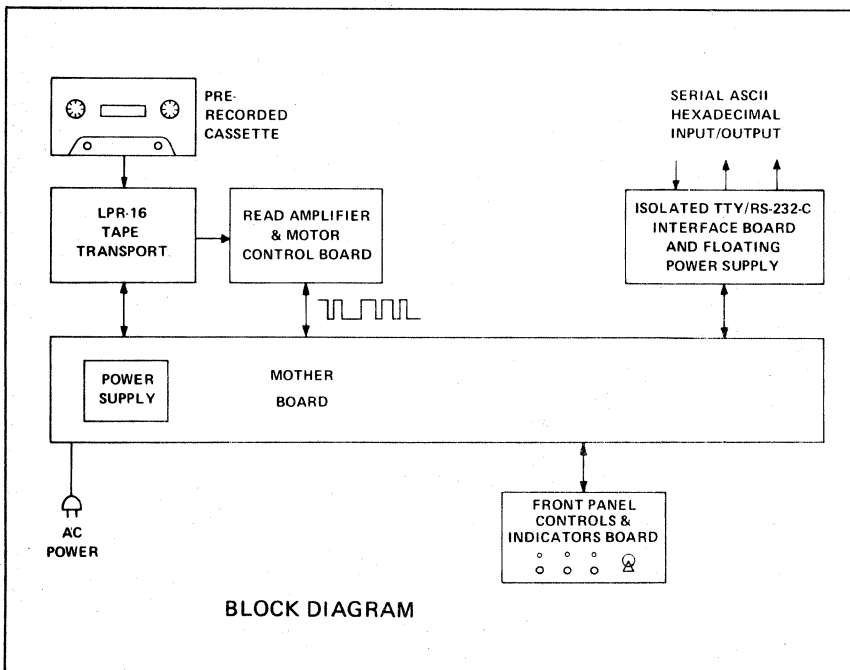 PRE-
RECORDED
CASSETTE
SERIAL ASCII
HEXADECIMAL
INPUT/OUTPUT
LPR-16
TAPE
TRANSPORT
READ AMPLIFIER
& MOTOR
CONTROL BOARD
ISOLATED TTY/RS-232-C
INTERFACE BOARD
AND FLOATING
POWER SUPPLY
POWER
SUPPLY
MOTHER
BOARD
AC
POWER
FRONT PANEL
CONTROLS &
INDICATORS BOARD
BLOCK DIAGRAM